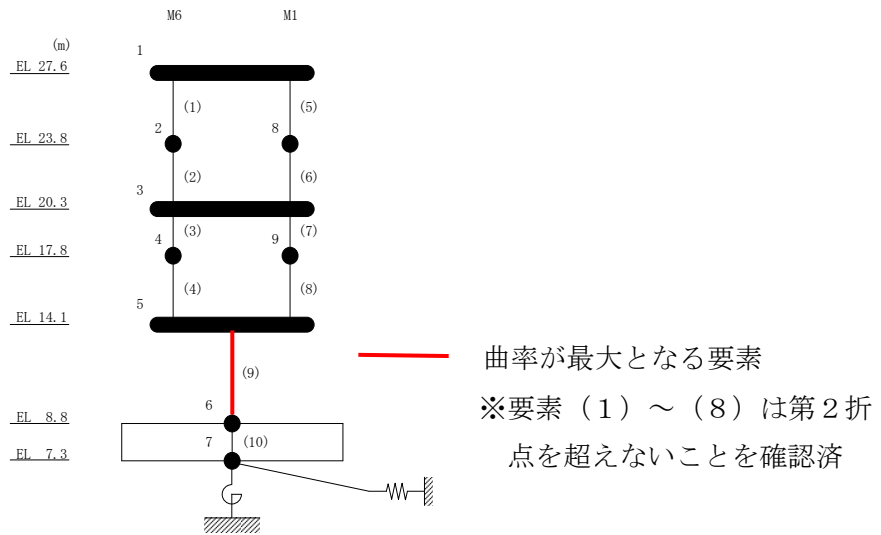 M6 M1
(m)
1
EL 27.6
(1) (5)
2 8
EL 23.8
(2) (6)
3
EL 20.3
(3) (7)
4 9
EL 17.8
(4) (8)
5
EL 14.1
曲率が最大となる要素
(9)
6
※要素（１）～（８）は第２折
EL 8.8
7 (10)
点を超えないことを確認済
EL 7.3